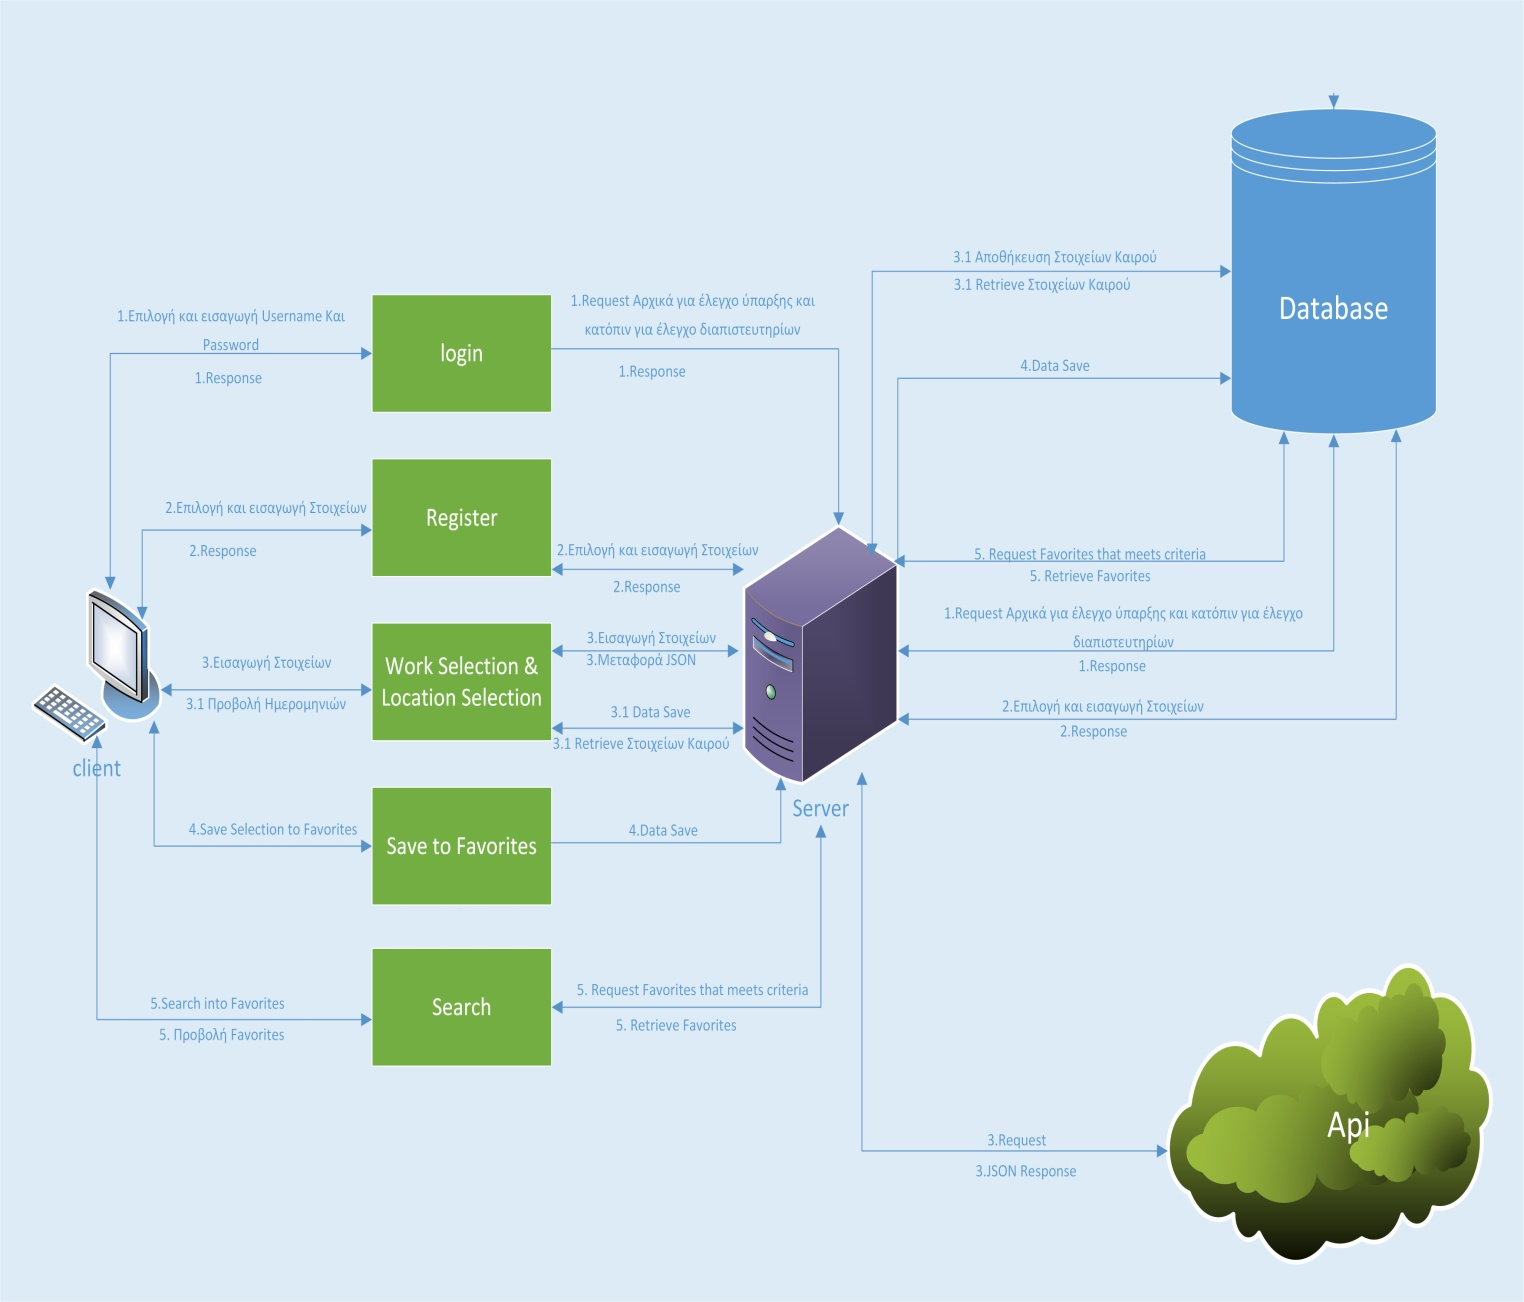 3.1 Αποθήκευση Στοιχείων Καιρού
3.1 Retrieve Στοιχείων Καιρού
Database
1.Επιλογή και εισαγωγή Username Και
Password
1.Response
login
1.Request Αρχικά για έλεγχο ύπαρξης και
κατόπιν για έλεγχο διαπιστευτηρίων
1.Response
4.Data Save
2.Επιλογή και εισαγωγή Στοιχείων
2.Response
Register
2.Επιλογή και εισαγωγή Στοιχείων
2.Response
5. Request Favorites that meets criteria
5. Retrieve Favorites
1.Request Αρχικά για έλεγχο ύπαρξης και κατόπιν για έλεγχο
διαπιστευτηρίων
1.Response
3.Εισαγωγή Στοιχείων
3.1 Προβολή Ημερομηνιών
Work Selection &
Location Selection
3.Εισαγωγή Στοιχείων
3.Μεταφορά JSON
3.1 Data Save
3.1 Retrieve Στοιχείων Καιρού
2.Επιλογή και εισαγωγή Στοιχείων
2.Response
client
Server
4.Save Selection to Favorites
Save to Favorites
4.Data Save
5.Search into Favorites
5. Προβολή Favorites
Search
5. Request Favorites that meets criteria
5. Retrieve Favorites
3.Request
3.JSON Response
Api